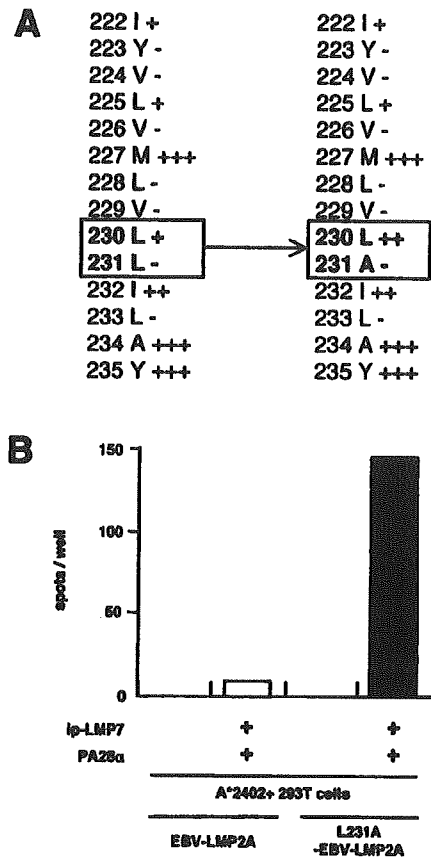 A
222 I + 222 I +
223 Y - 223 Y -
224 V - 224 V -
225 L + 225 L +
226 V - 226 V -
227 M +++ 227 M +++
228 L - 228 L -
229 V - 229 V -
230 L + 230 L ++
231 L - 231 A -
232 I ++ 232 I ++
233 L - 233 L -
234 A +++ 234 A +++
235 Y +++ 235 Y +++
B
150
100
50
0
spots / well
ip-LMP7 + +
PA28α + +
A*2402+ 293T cells
EBV-LMP2A L231A
-EBV-LMP2A